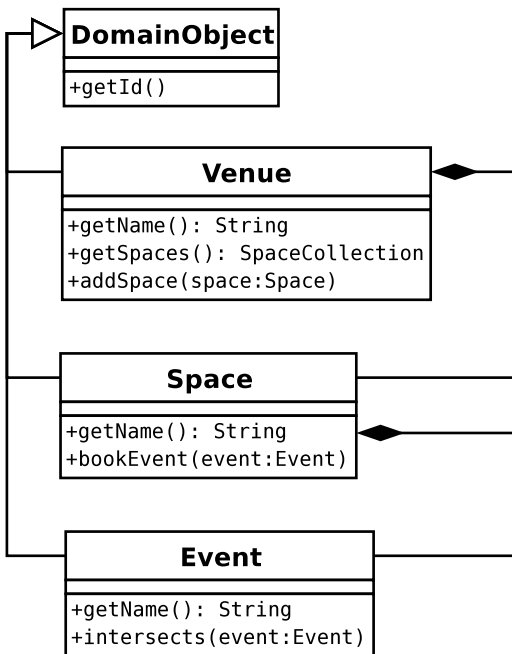 DomainObject
+getId()
Venue
+getName(): String
+getSpaces(): SpaceCollection
+addSpace(space:Space)
Space
+getName(): String
+bookEvent(event:Event)
Event
+getName(): String
+intersects(event:Event)